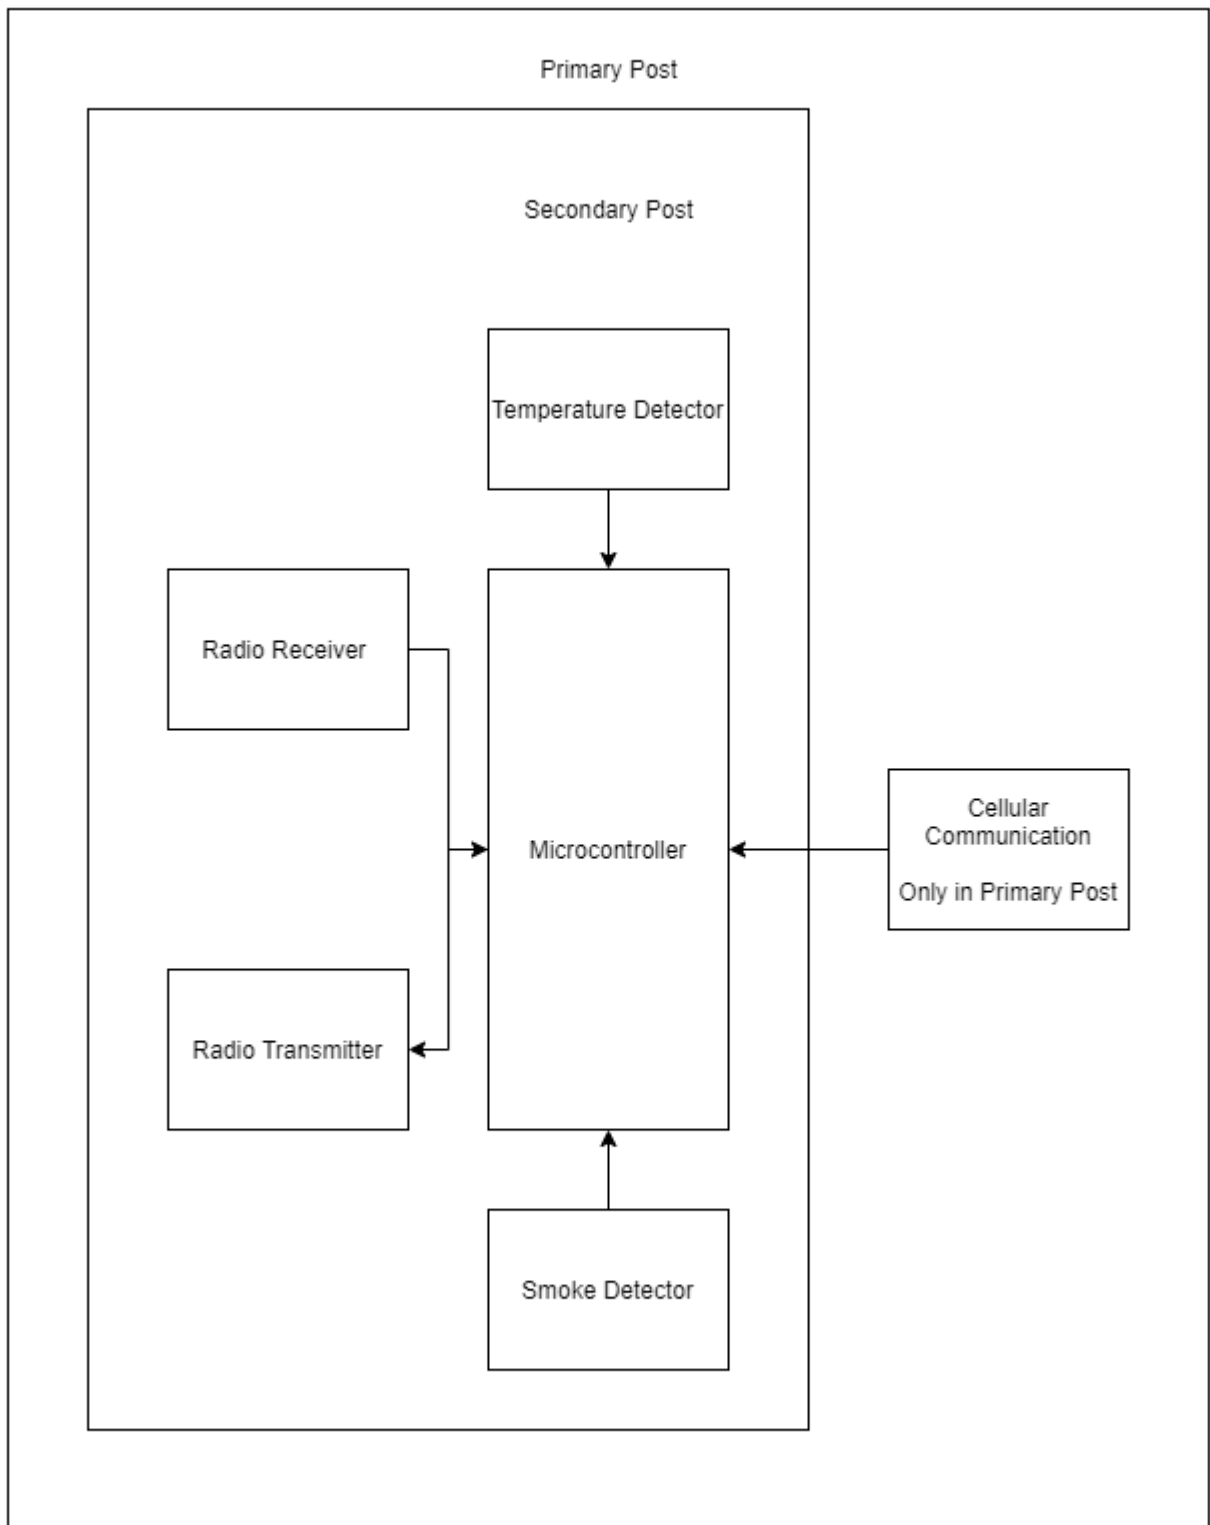 Primary Post
Secondary Post
Temperature Detector
Radio Receiver
Microcontroller
Cellular
Communication
Only in Primary Post
Radio Transmitter
Smoke Detector